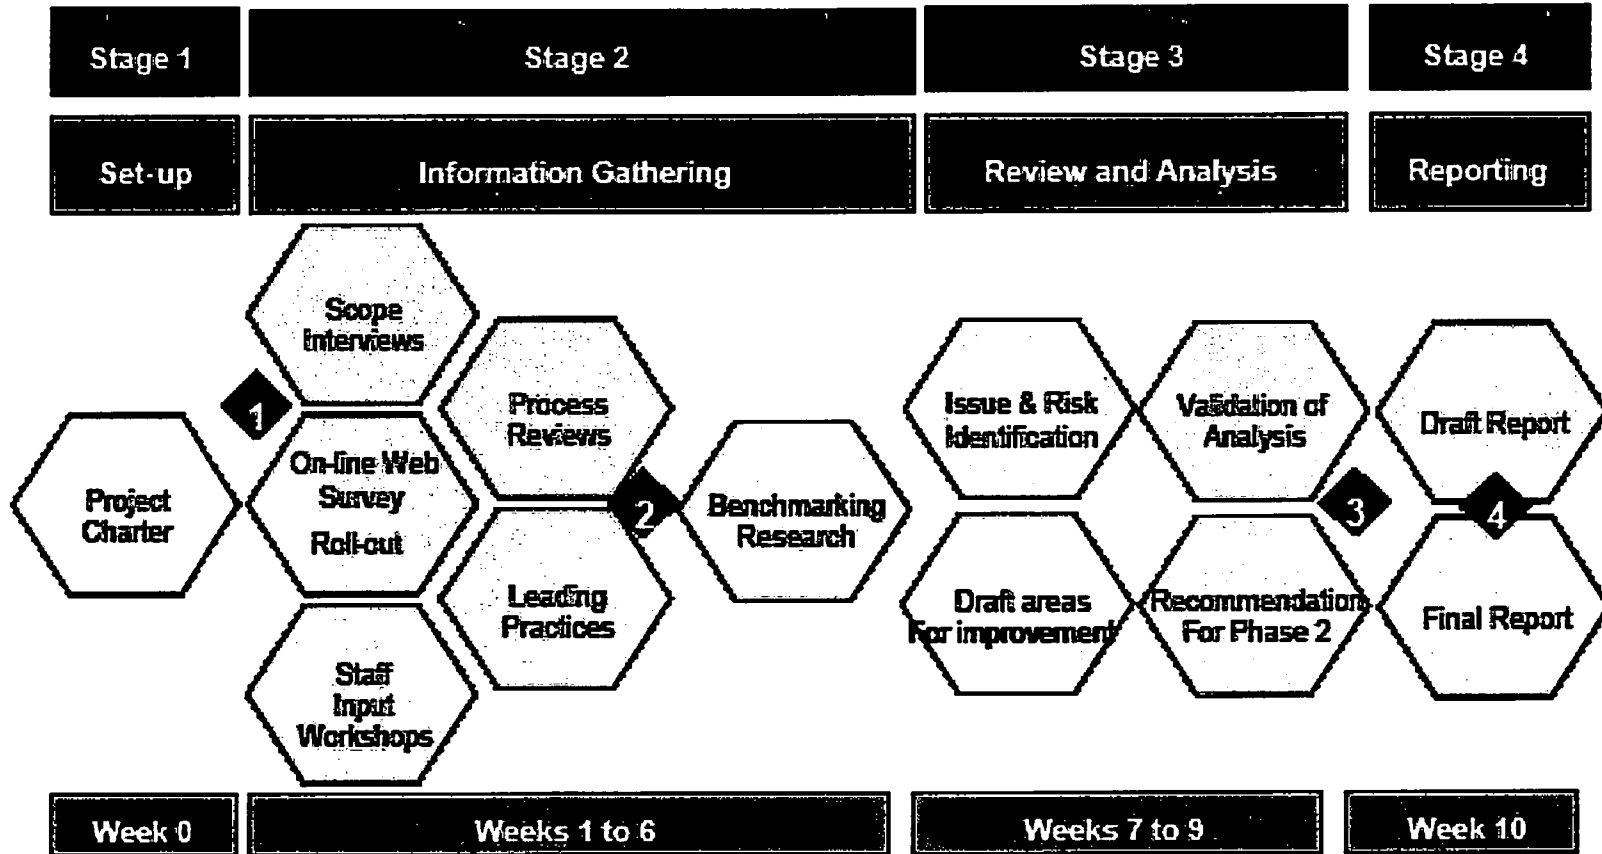 Stage 1
Stage 2
Stage 3
Stage 4
Set-up
Information Gathering
Review and Analysis
Reporting
Scope
Interviews
1
Project
Charter
On-line Web
Survey
Roll-out
Staff
Input
Workshops
Process
Reviews
2
Leading
Practices
Benchmarking
Research
Issue & Risk
Identification
Draft areas
For improvement
Validation of
Analysis
Recommendation
For Phase 2
3
Draft Report
4
Final Report
Week 0
Weeks 1 to 6
Weeks 7 to 9
Week 10